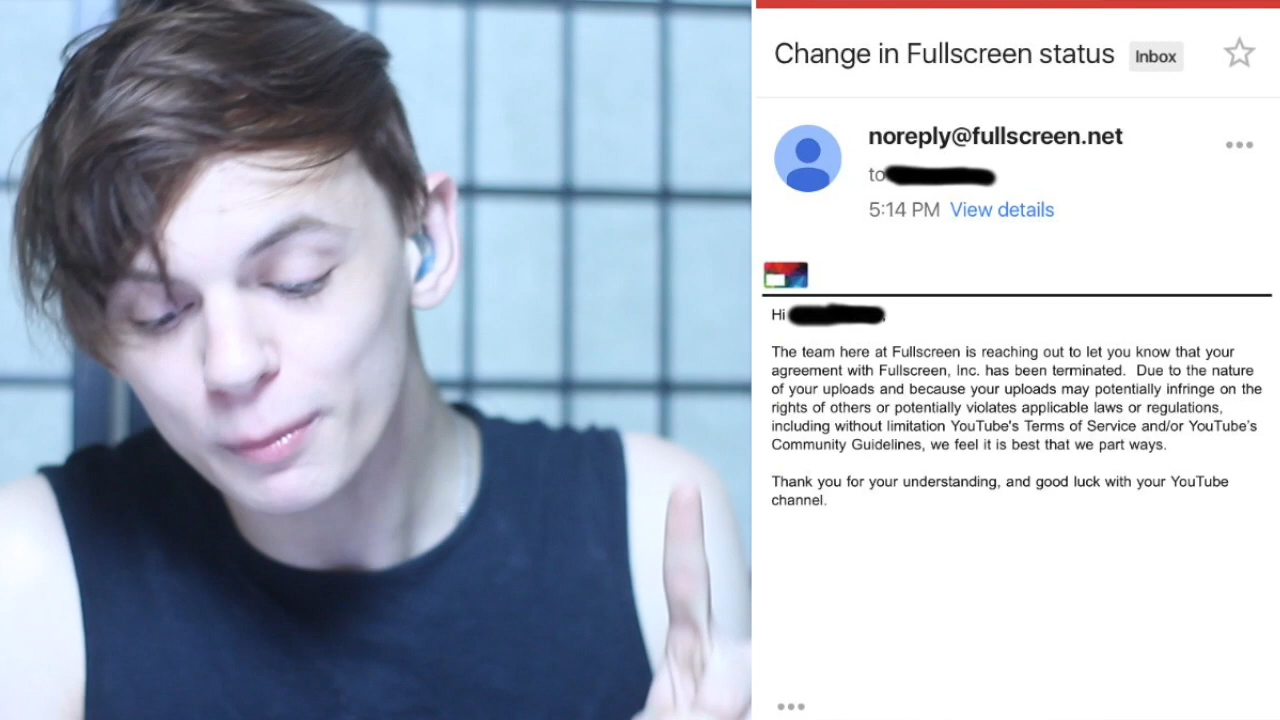 Change in Fullscreen status Inbox
noreply@fullscreen.net
to
5:14 PM View details
Hi
The team here at Fullscreen is reaching out to let you know that your
agreement with Fullscreen, Inc. has been terminated. Due to the nature
of your uploads and because your uploads may potentially infringe on the
rights of others or potentially violates applicable laws or regulations,
including without limitation YouTube's Terms of Service and/or YouTube's
Community Guidelines, we feel it is best that we part ways.
Thank you for your understanding, and good luck with your YouTube
channel.